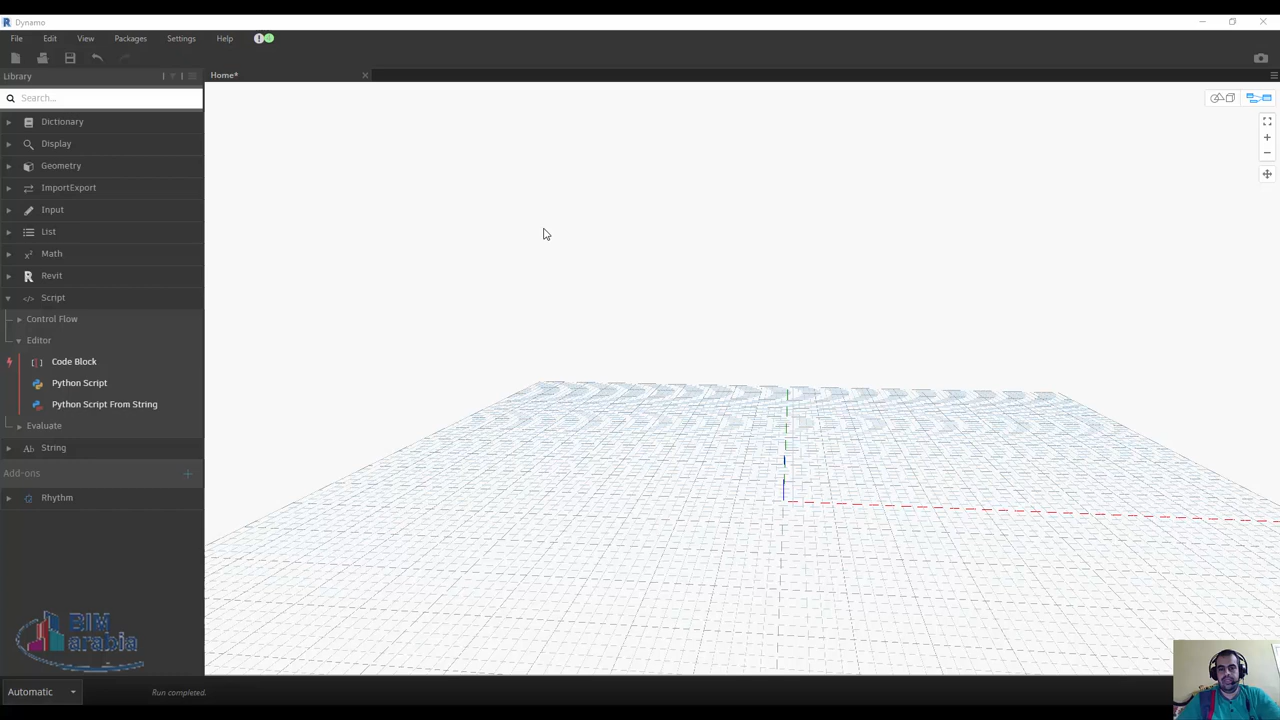 Dynamo
File Edit View Packages Settings Help
Library
Home*
Search...
Dictionary
Display
Geometry
ImportExport
Input
List
Math
Revit
Script
Control Flow
Editor
Code Block
Python Script
Python Script From String
Evaluate
String
Add-ons
Rhythm
BIM
arabia
Automatic
Run completed.